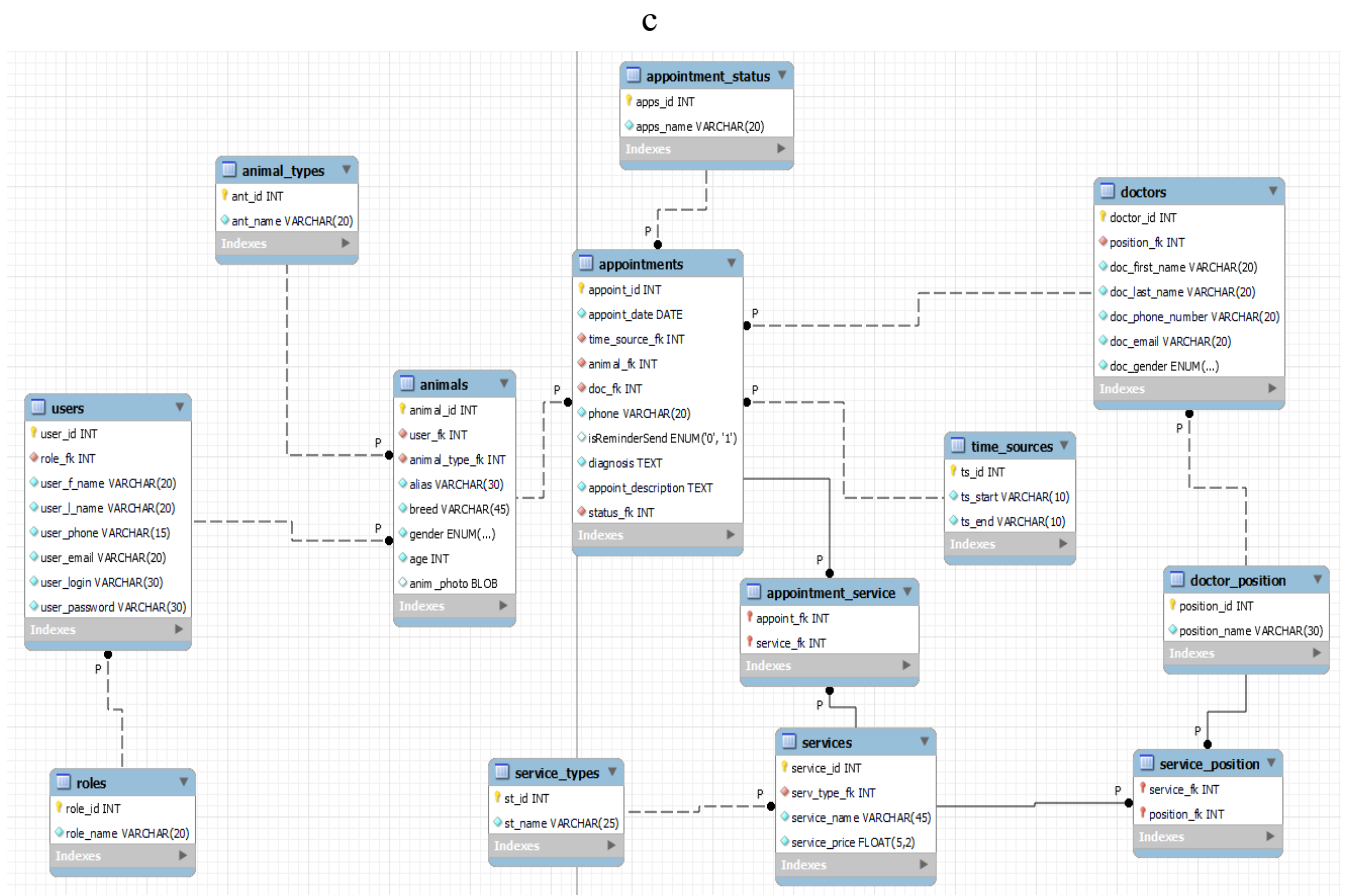 с
appointment_status
apps_id INT
apps_name VARCHAR(20)
Indexes
animal_types
ant_id INT
ant_name VARCHAR(20)
Indexes
doctors
doctor_id INT
position_fk INT
doc_first_name VARCHAR(20)
doc_last_name VARCHAR(20)
doc_phone_number VARCHAR(20)
doc_email VARCHAR(20)
doc_gender ENUM(...)
Indexes
P
appointments
appoint_id INT
appoint_date DATE
time_source_fk INT
animal_fk INT
doc_fk INT
phone VARCHAR(20)
isReminderSend ENUM('0', '1')
diagnosis TEXT
appoint_description TEXT
status_fk INT
Indexes
P
P
P
P
animals
animal_id INT
user_fk INT
animal_type_fk INT
alias VARCHAR(30)
breed VARCHAR(45)
gender ENUM(...)
age INT
anim _photo BLOB
Indexes
P
P
users
user_id INT
role_fk INT
user_f_name VARCHAR(20)
user_l_name VARCHAR(20)
user_phone VARCHAR(15)
user_email VARCHAR(20)
user_login VARCHAR(30)
user_password VARCHAR(30)
Indexes
P
time_sources
ts_id INT
ts_start VARCHAR(10)
ts_end VARCHAR(10)
Indexes
P
appointment_service
appoint_fk INT
service_fk INT
Indexes
P
doctor_position
position_id INT
position_name VARCHAR(30)
Indexes
P
roles
role_id INT
role_name VARCHAR(20)
Indexes
service_types
st_id INT
st_name VARCHAR(25)
Indexes
P
services
service_id INT
serv_type_fk INT
service_name VARCHAR(45)
service_price FLOAT(5,2)
Indexes
P
service_position
service_fk INT
position_fk INT
Indexes